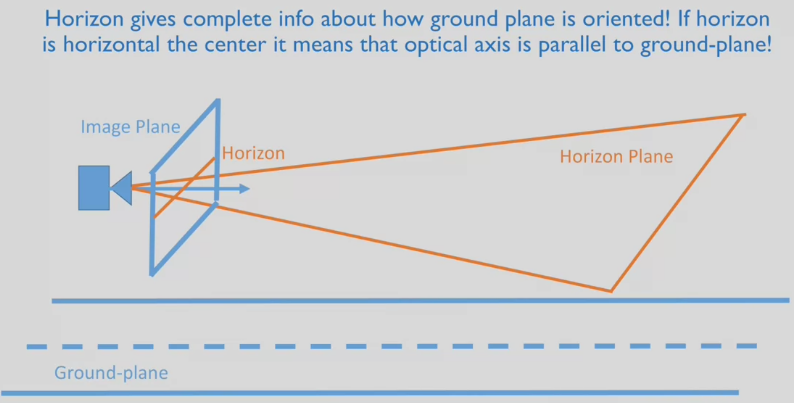 Horizon gives complete info about how ground plane is oriented! If horizon
is horizontal the center it means that optical axis is parallel to ground-plane!
Image Plane
Horizon
Horizon Plane
Ground-plane